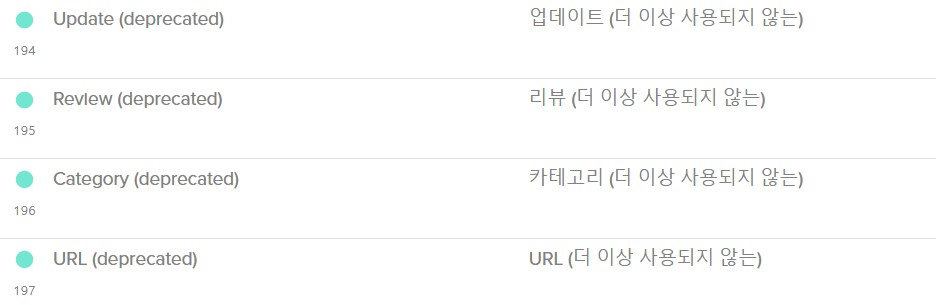 Update (deprecated) 업데이트 (더 이상 사용되지 않는)
194
Review (deprecated) 리뷰 (더 이상 사용되지 않는)
195
Category (deprecated) 카테고리 (더 이상 사용되지 않는)
196
URL (deprecated) URL (더 이상 사용되지 않는)
197